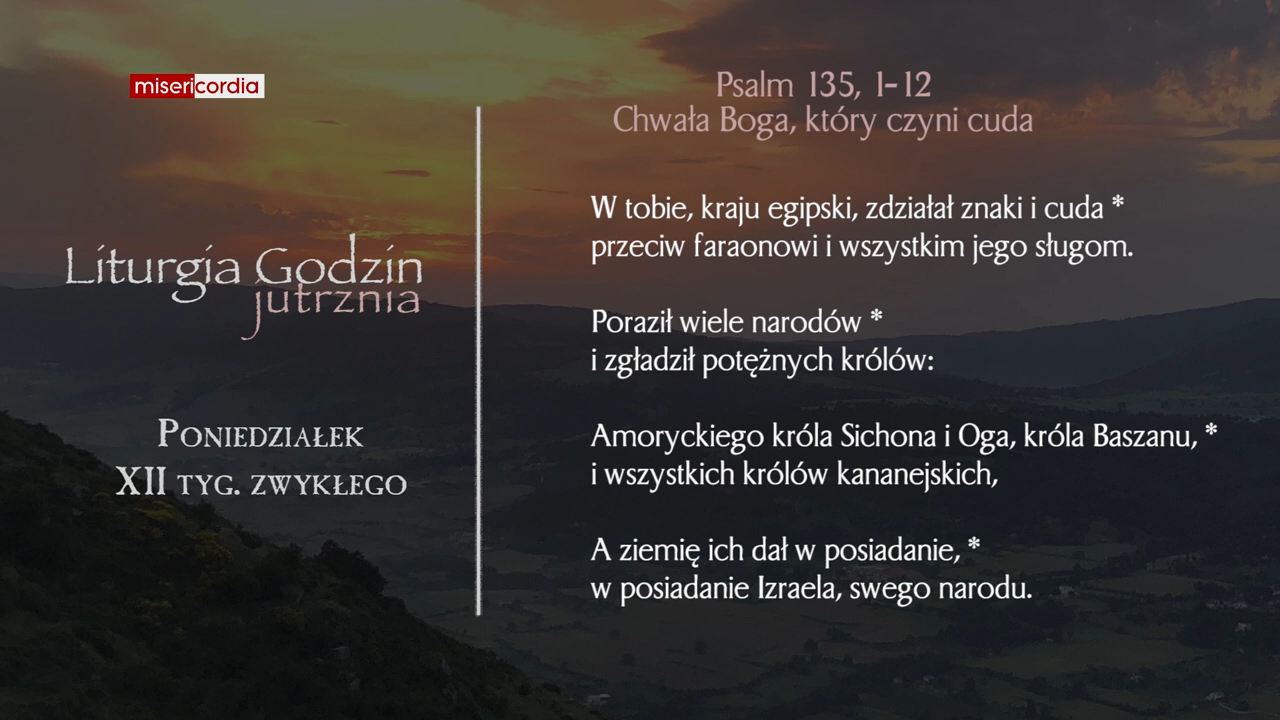 misericordia
Liturgia Godzin
jutrznia
Poniedziałek
XII tyg. zwykłego
Psalm 135, 1-12
Chwała Boga, który czyni cuda
W tobie, kraju egipski, zdziałał znaki i cuda *
przeciw faraonowi i wszystkim jego sługom.
Poraził wiele narodów *
i zgładził potężnych królów:
Amoryckiego króla Sichona i Oga, króla Baszanu, *
i wszystkich królów kananejskich,
A ziemię ich dał w posiadanie, *
w posiadanie Izraela, swego narodu.